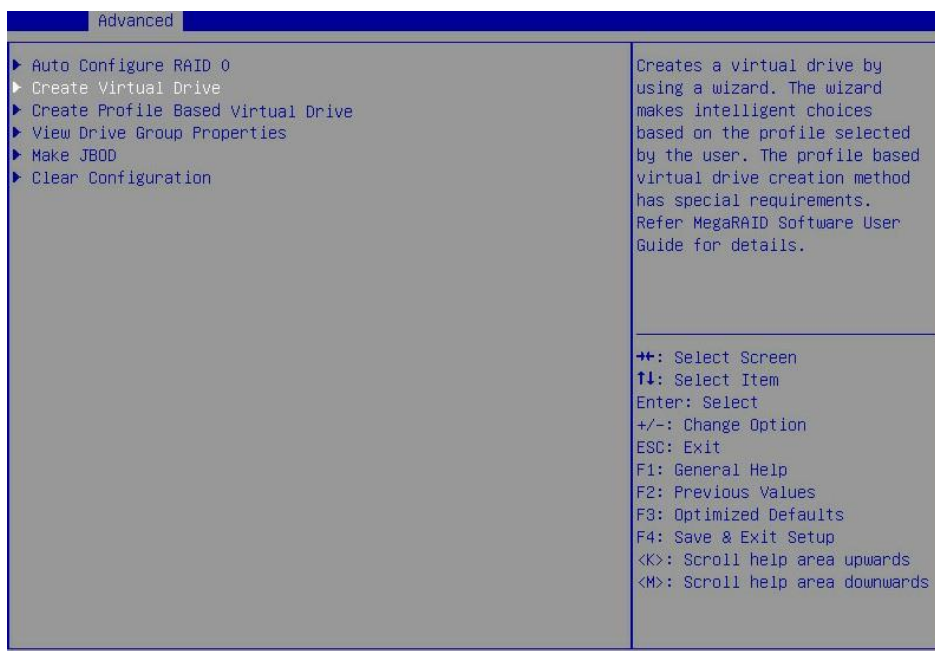 Advanced
Auto Configure RAID 0
Create Virtual Drive
Create Profile Based Virtual Drive
View Drive Group Properties
Make JBOD
Clear Configuration
Creates a virtual drive by
using a wizard. The wizard
makes intelligent choices
based on the profile selected
by the user. The profile based
virtual drive creation method
has special requirements.
Refer MegaRAID Software User
Guide for details.
→←: Select Screen
↑↓: Select Item
Enter: Select
+/-: Change Option
ESC: Exit
F1: General Help
F2: Previous Values
F3: Optimized Defaults
F4: Save & Exit Setup
<K>: Scroll help area upwards
<M>: Scroll help area downwards